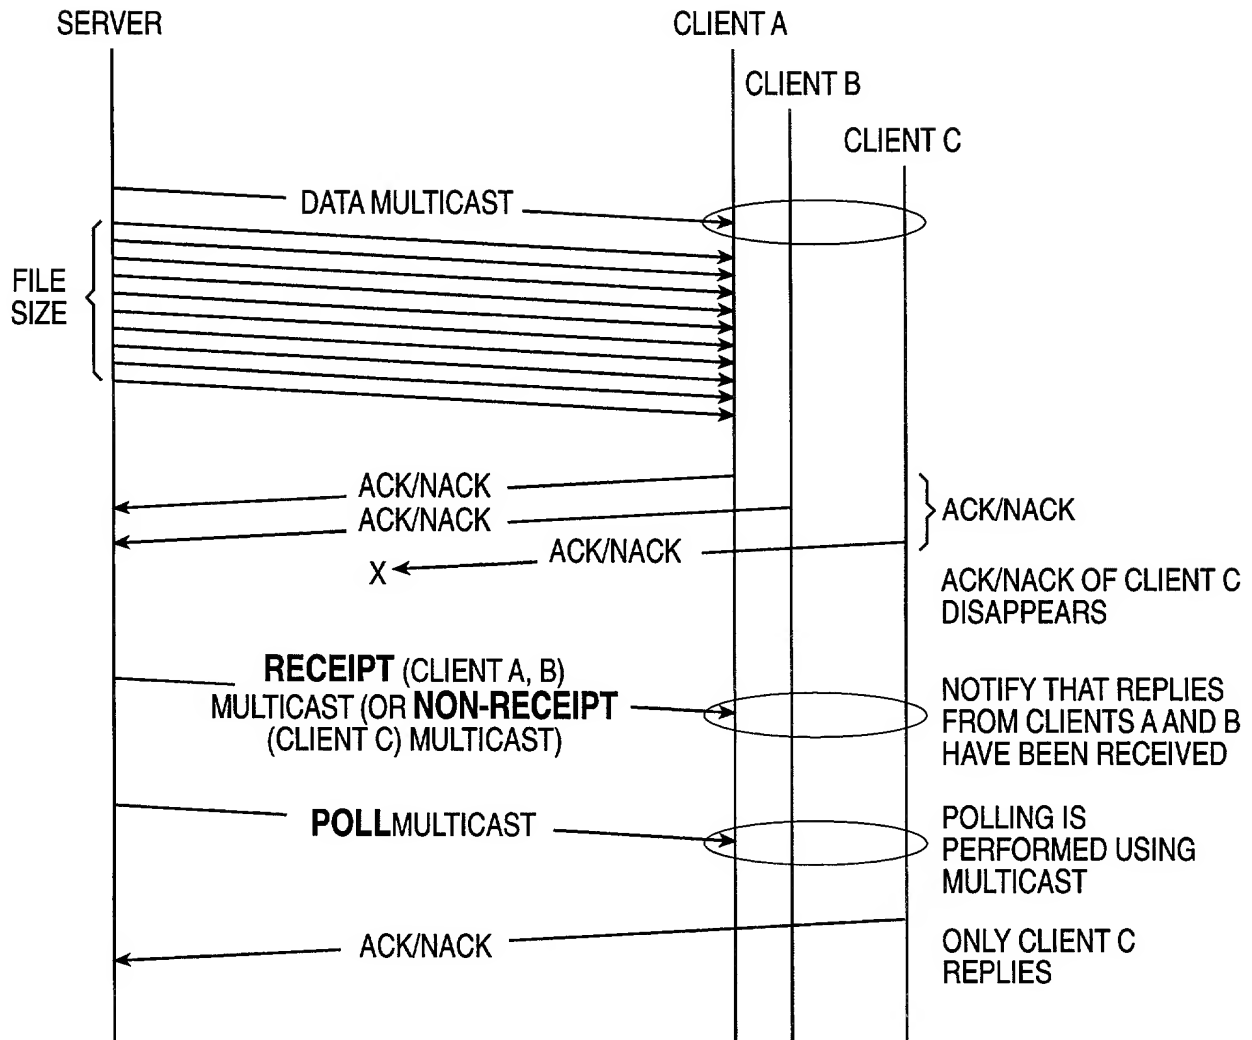 SERVER
CLIENT A
CLIENT B
CLIENT C
DATA MULTICAST
FILE
SIZE
ACK/NACK
ACK/NACK
ACK/NACK
ACK/NACK
X
ACK/NACK OF CLIENT C
DISAPPEARS
RECEIPT (CLIENT A, B)
MULTICAST (OR NON-RECEIPT
(CLIENT C) MULTICAST)
NOTIFY THAT REPLIES
FROM CLIENTS A AND B
HAVE BEEN RECEIVED
POLL MULTICAST
POLLING IS
PERFORMED USING
MULTICAST
ACK/NACK
ONLY CLIENT C
REPLIES